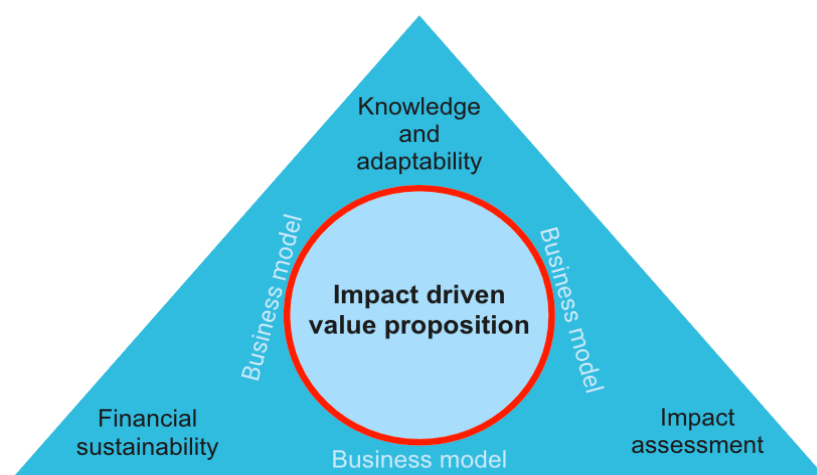 Knowledge
and
adaptability
Business model
Business model
Impact driven
value proposition
Financial
sustainability
Impact
assessment
Business model